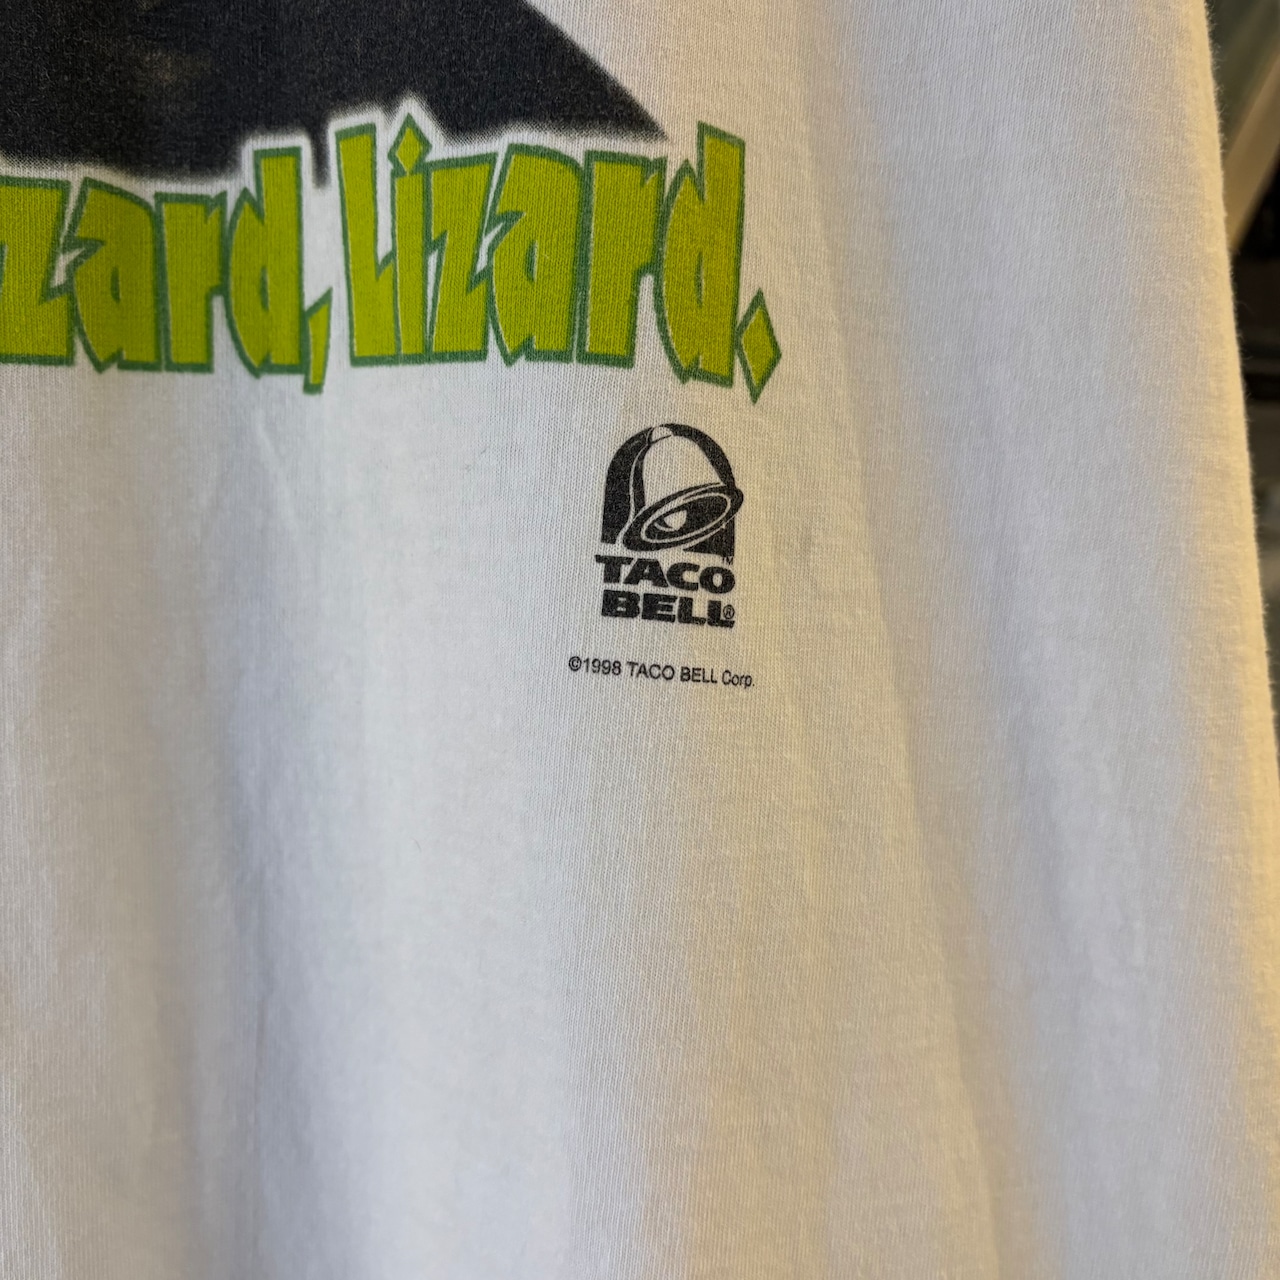 zard, Lizard.
TACO
BELL®
©1998 TACO BELL Corp.